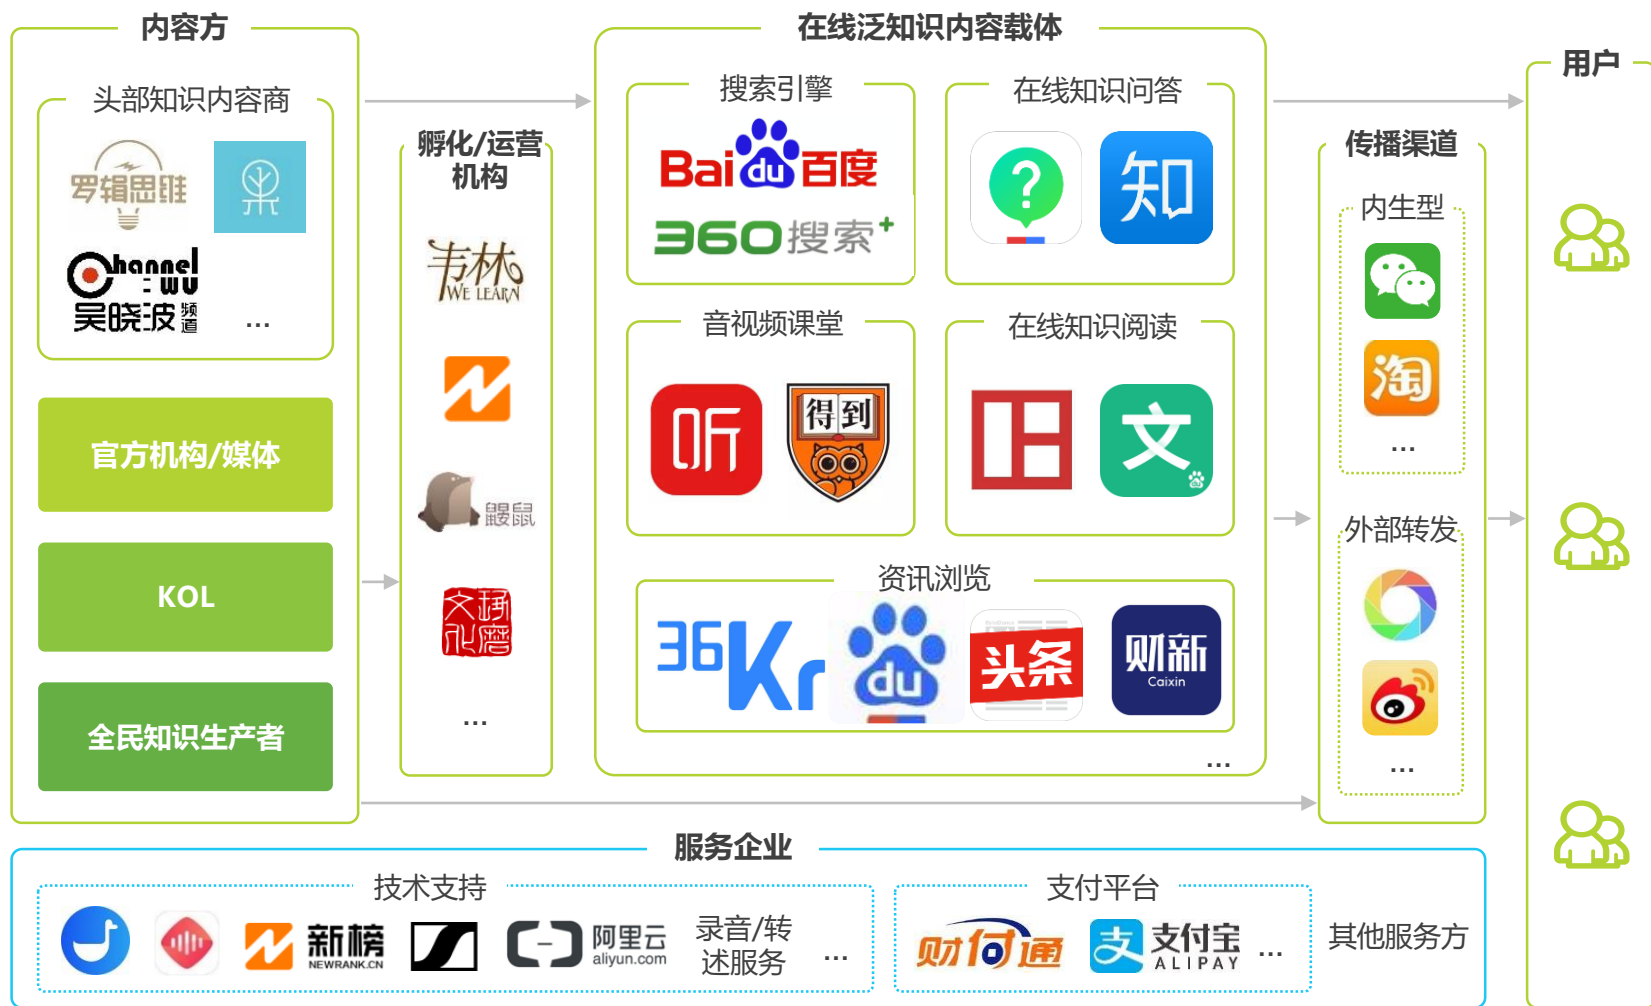 内容方
头部知识内容商
罗辑思维
Channel
:wu
吴晓波频道
...
官方机构/媒体
KOL
全民知识生产者
孵化/运营
机构
韦林
WE LEARN
鼹鼠
...
在线泛知识内容载体
搜索引擎
Bai du 百度
360搜索+
在线知识问答
?
知
音视频课堂
听
得到
在线知识阅读
文
资讯浏览
36Kr
du
头条
财新
Caixin
...
传播渠道
内生型
淘
...
外部转发
...
用户
服务企业
技术支持
新榜
NEWRANK.CN
阿里云
aliyun.com
录音/转
述服务
...
支付平台
财付通
支
支付宝
ALIPAY
...
其他服务方